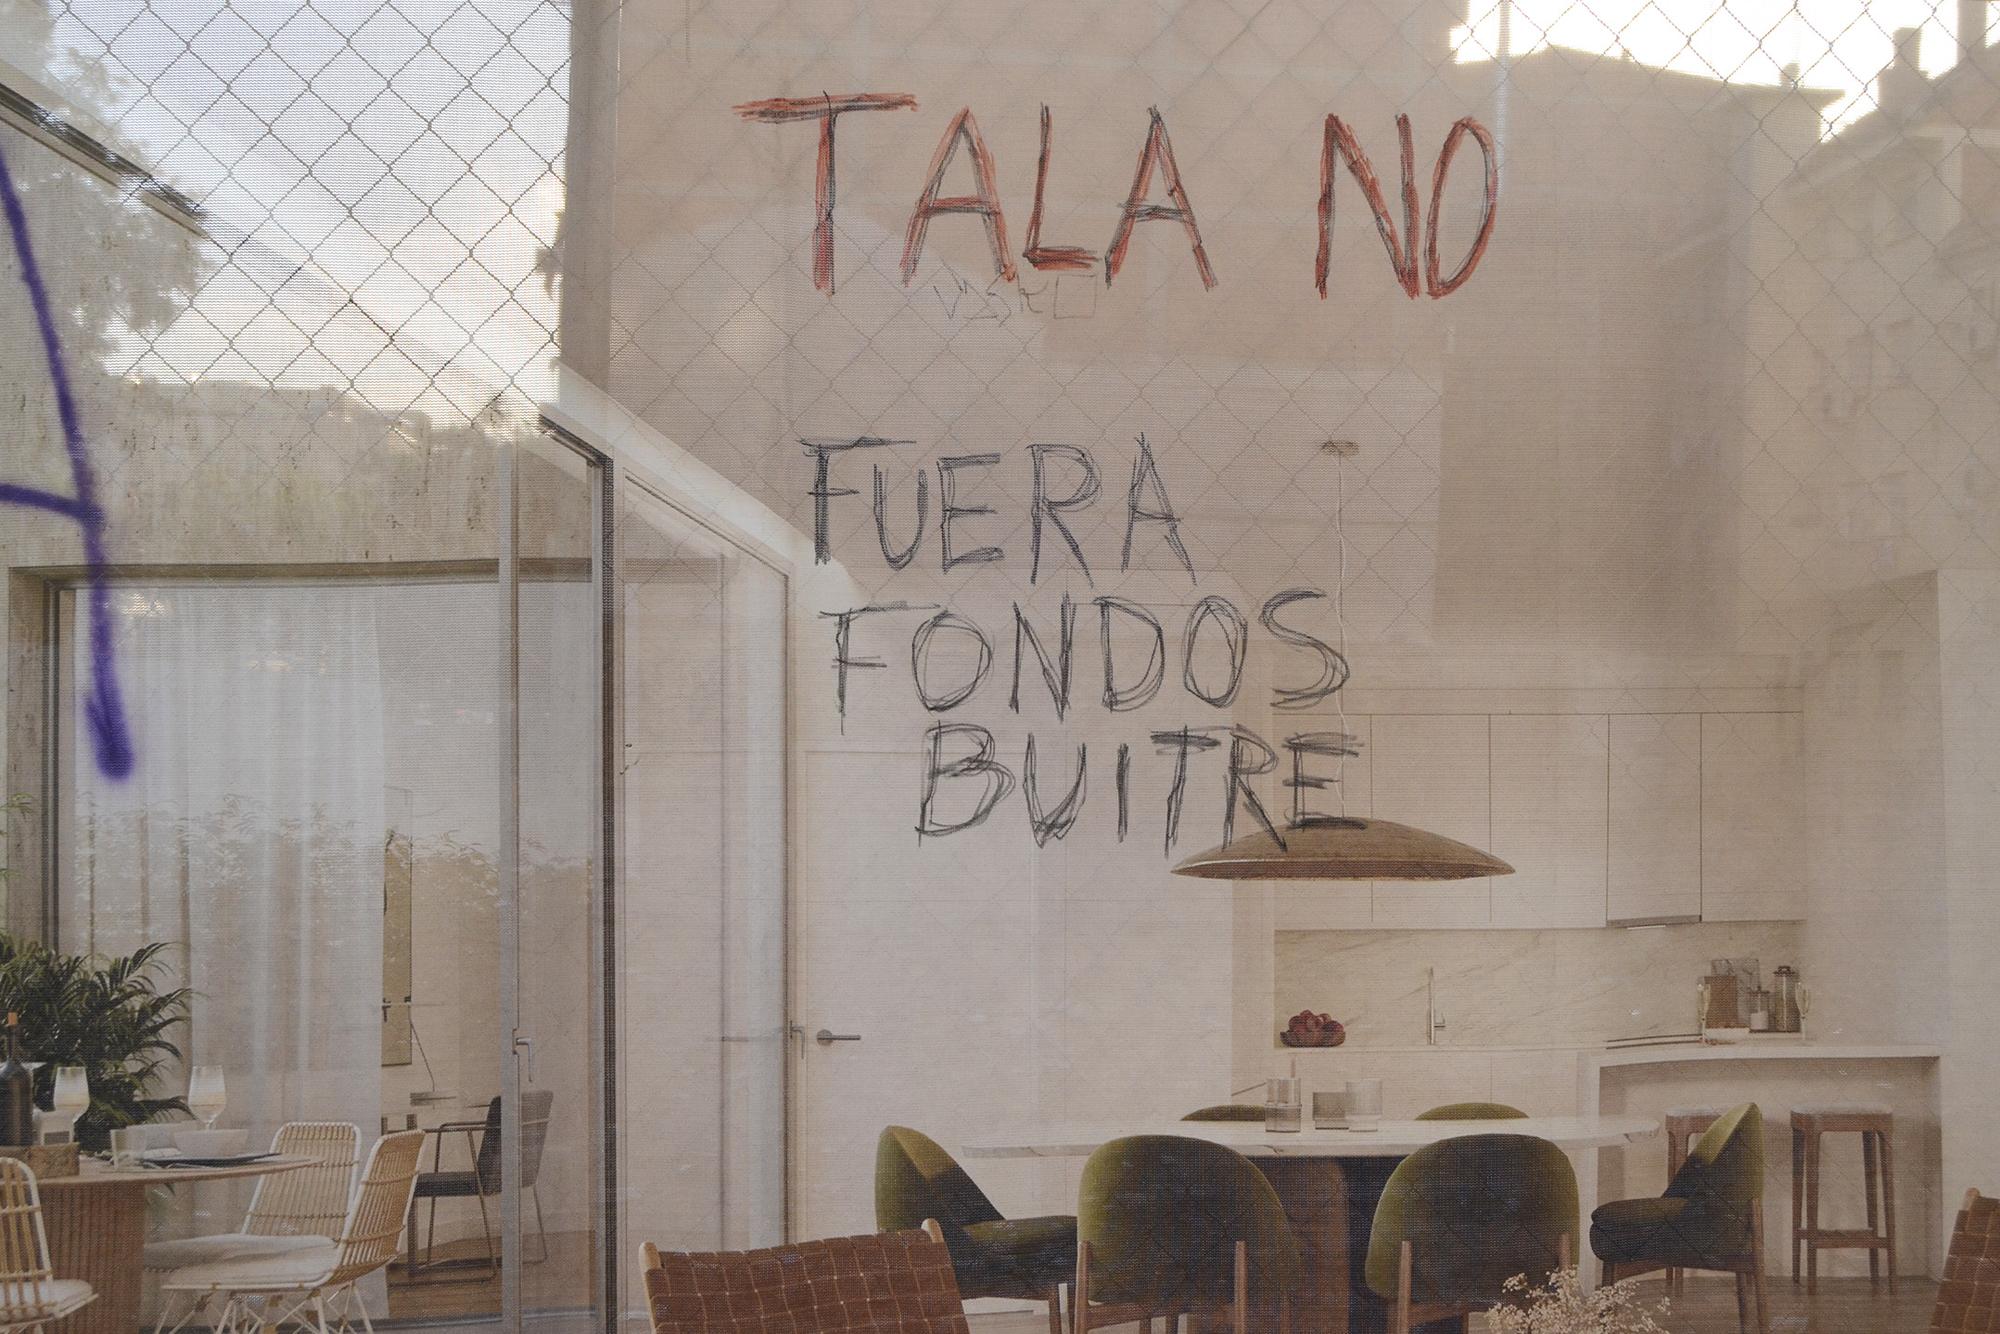 TALA NO
FUERA
FONDOS
BUITRE